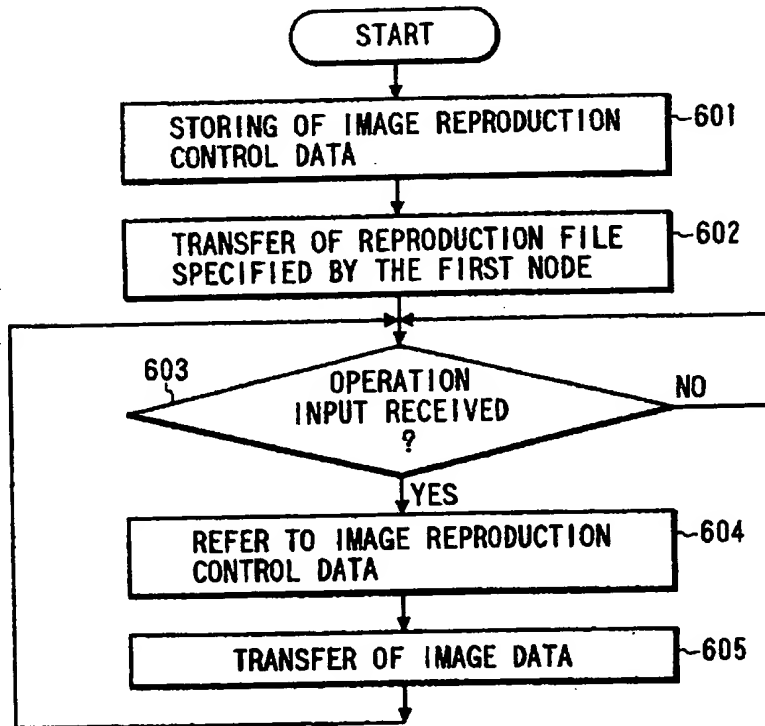 START
STORING OF IMAGE REPRODUCTION
CONTROL DATA
601
TRANSFER OF REPRODUCTION FILE
SPECIFIED BY THE FIRST NODE
602
603
OPERATION
INPUT RECEIVED
?
NO
YES
REFER TO IMAGE REPRODUCTION
CONTROL DATA
604
TRANSFER OF IMAGE DATA
605